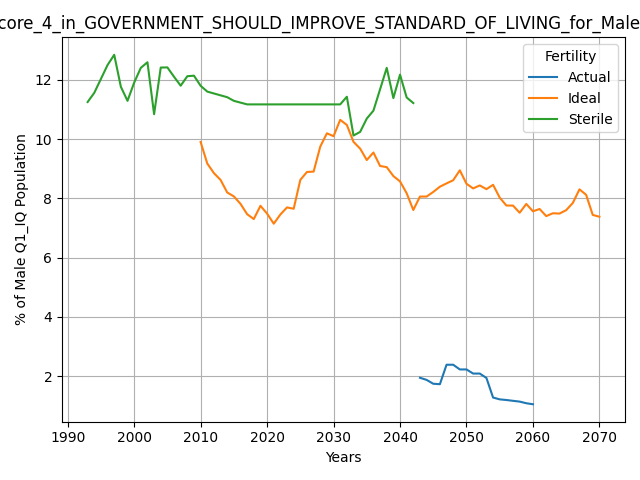 core_4_in_GOVERNMENT_SHOULD_IMPROVE_STANDARD_OF_LIVING_for_Male
Fertility
Actual
Ideal
Sterile
% of Male Q1_IQ Population
12
10
8
6
4
2
1990 2000 2010 2020 2030 2040 2050 2060 2070
Years